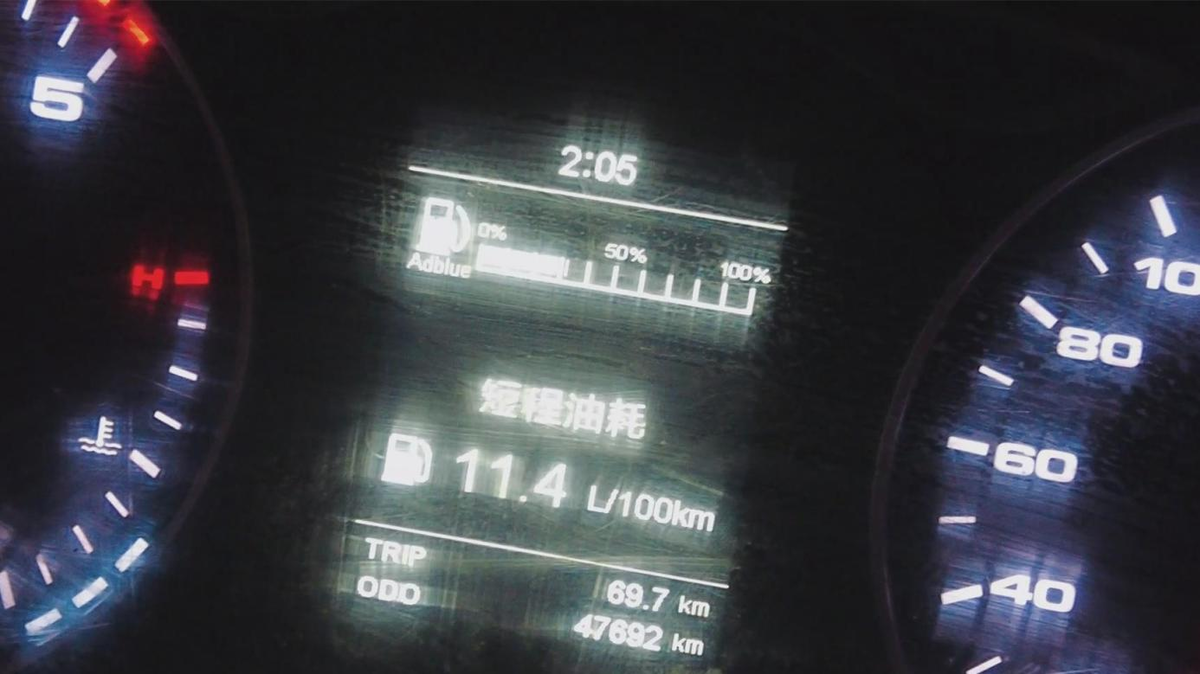 5
2:05
0% 50% 100%
Adblue
H
短程油耗
11.4 L/100km
TRIP 69.7 km
ODO 47692 km
100
80
60
40